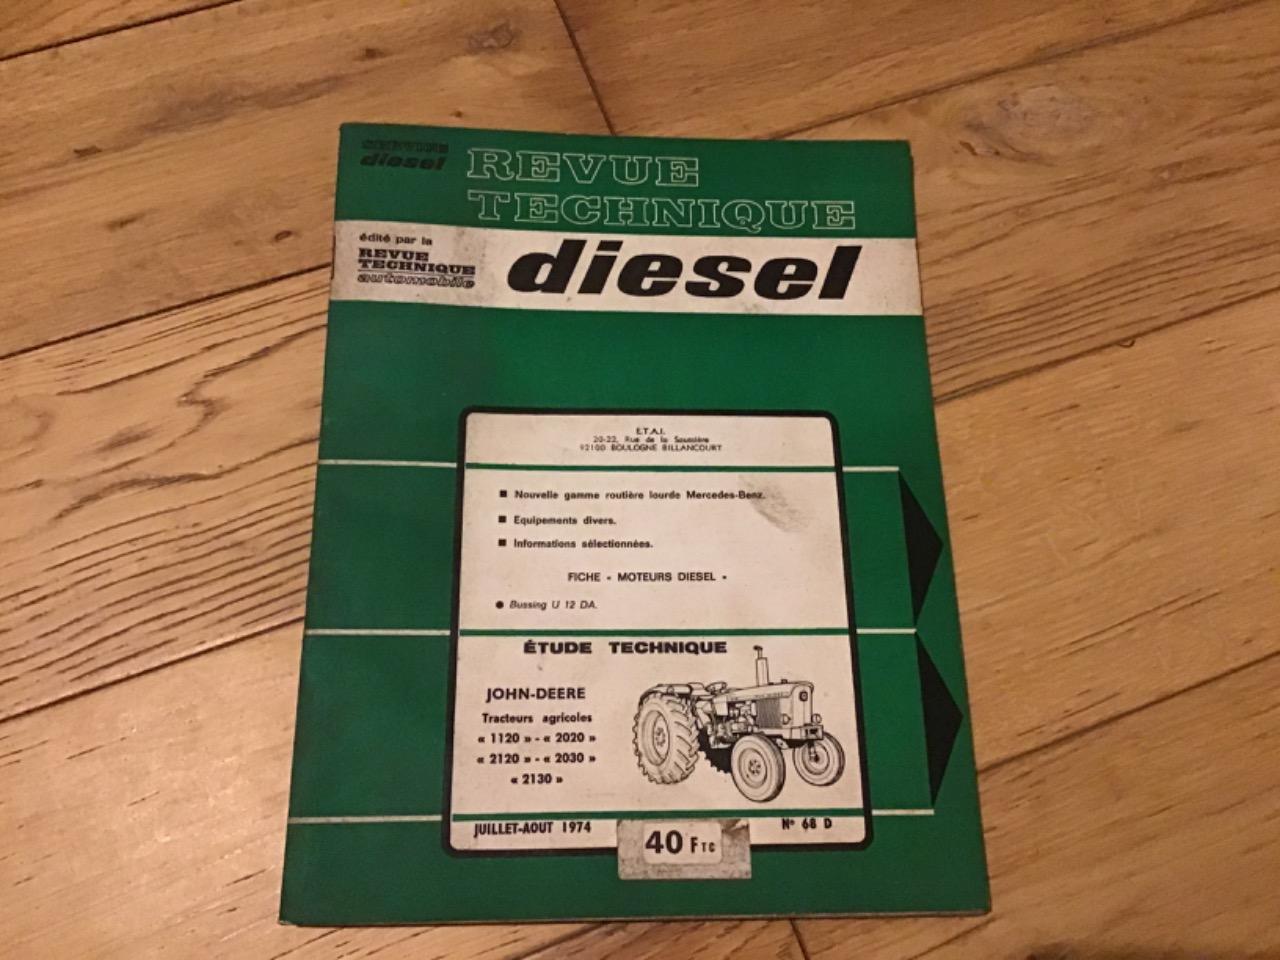 SERVICE
diesel
REVUE
TECHNIQUE
édité par la
REVUE
TECHNIQUE
automobile
diesel
E.T.A.I.
20-22, Rue de la Saussière
92100 BOULOGNE BILLANCOURT
■ Nouvelle gamme routière lourde Mercedes-Benz.
■ Equipements divers.
■ Informations sélectionnées.
FICHE « MOTEURS DIESEL »
● Bussing U 12 DA.
ÉTUDE TECHNIQUE
JOHN-DEERE
Tracteurs agricoles
« 1120 » - « 2020 »
« 2120 » - « 2030 »
« 2130 »
JUILLET-AOUT 1974
N° 68 D
40 F TC